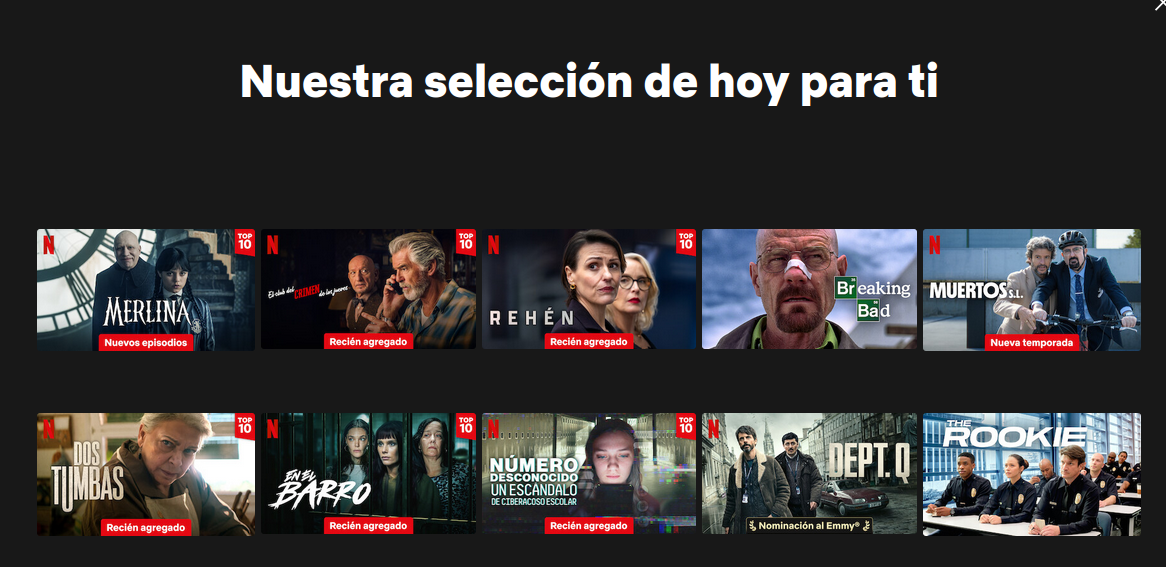 Nuestra selección de hoy para ti
N
TOP
10
MERLINA
Nuevos episodios
TOP
10
El club del CRIMEN de los jueves
Recién agregado
N
TOP
10
REHÉN
Recién agregado
Breaking
Bad
N
MUERTOS S.L.
Nueva temporada
N
TOP
10
DOS
TUMBAS
Recién agregado
N
TOP
10
EN EL
BARRO
Recién agregado
N
TOP
10
NÚMERO
DESCONOCIDO
UN ESCÁNDALO
DE CIBERACOSO ESCOLAR
Recién agregado
N
DEPT. Q
Nominación al Emmy®
THE
ROOKIE